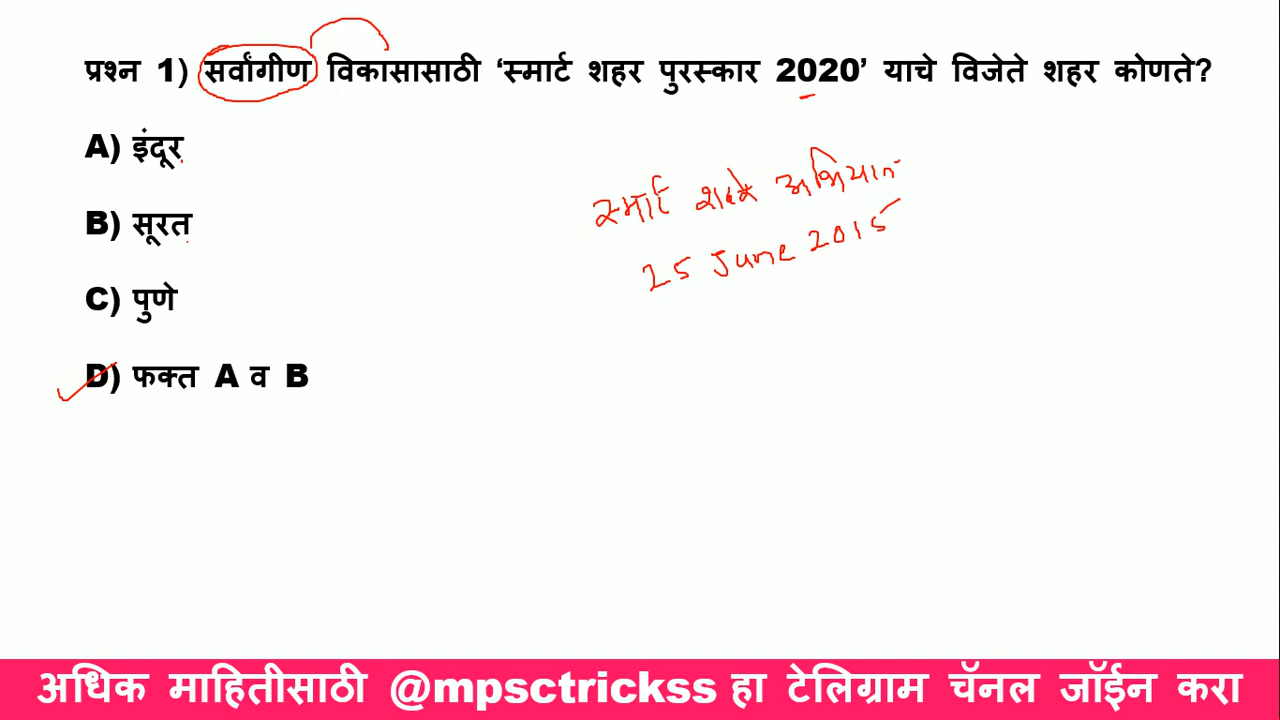 प्रश्न 1) सर्वांगीण विकासासाठी ‘स्मार्ट शहर पुरस्कार 2020’ याचे विजेते शहर कोणते?
A) इंदूर
B) सूरत
C) पुणे
D) फक्त A व B
स्मार्ट शहरे अभियान
25 June 2015
अधिक माहितीसाठी @mpsctrickss हा टेलिग्राम चॅनल जॉईन करा